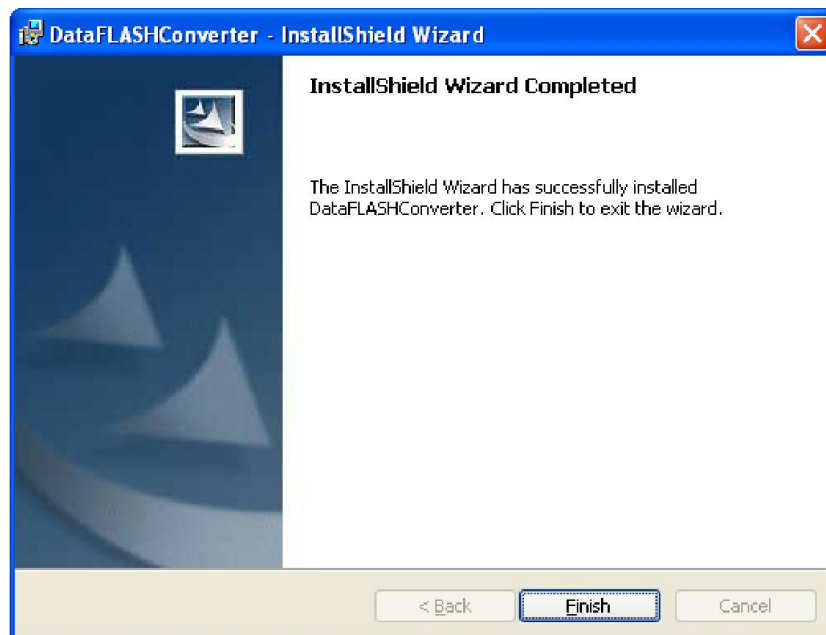 DataFLASHConverter - InstallShield Wizard
InstallShield Wizard Completed
The InstallShield Wizard has successfully installed
DataFLASHConverter. Click Finish to exit the wizard.
< Back
Finish
Cancel